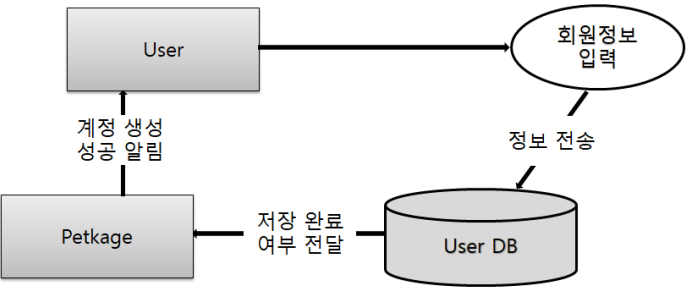 User
회원정보
입력
계정 생성
성공 알림
정보 전송
Petkage
저장 완료
여부 전달
User DB